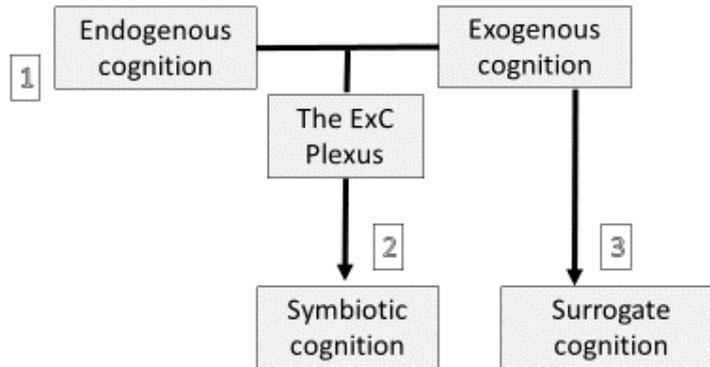 Endogenous
cognition
Exogenous
cognition
1
The ExC
Plexus
2
3
Symbiotic
cognition
Surrogate
cognition